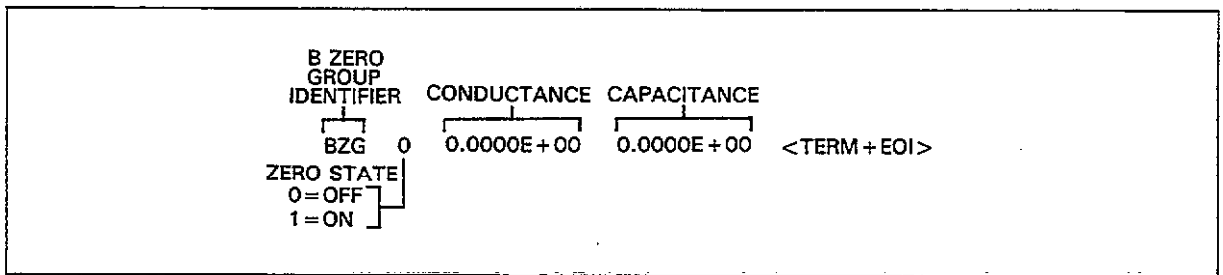 B ZERO
GROUP
IDENTIFIER CONDUCTANCE CAPACITANCE
BZG 0 0.0000E+00 0.0000E+00 <TERM+EOI>
ZERO STATE
0=OFF
1=ON